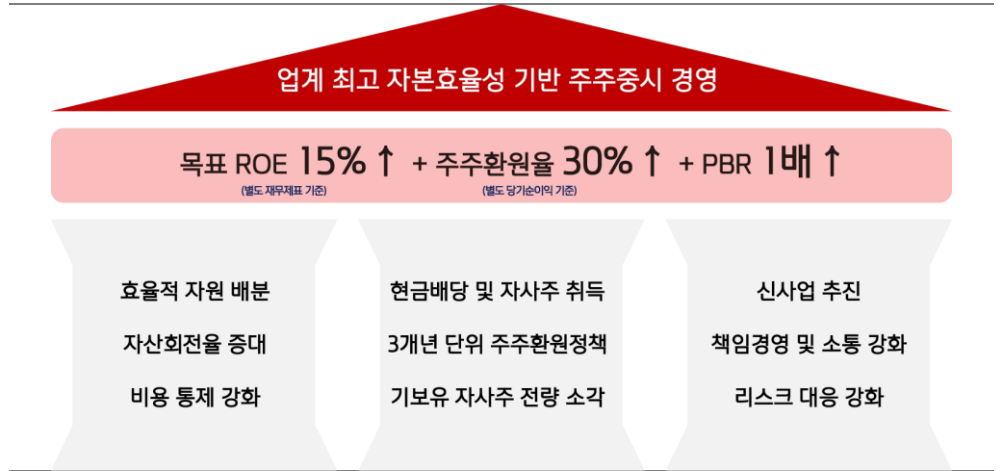 업계 최고 자본효율성 기반 주주중시 경영
목표 ROE 15% ↑ + 주주환원율 30% ↑ + PBR 1배 ↑
(별도 재무제표 기준) (별도 당기순이익 기준)
효율적 자원 배분
자산회전율 증대
비용 통제 강화
현금배당 및 자사주 취득
3개년 단위 주주환원정책
기보유 자사주 전량 소각
신사업 추진
책임경영 및 소통 강화
리스크 대응 강화